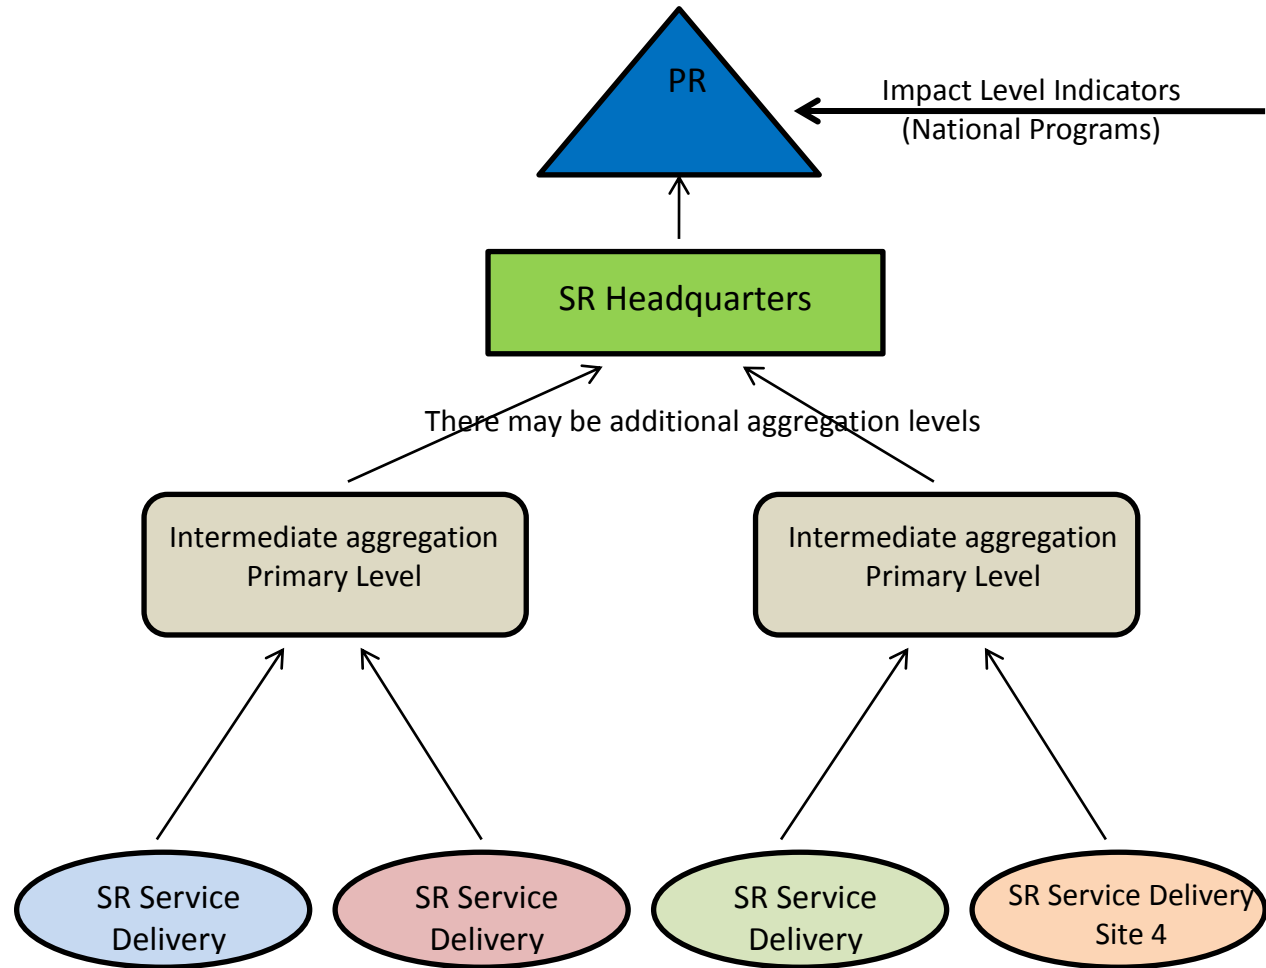 PR
Impact Level Indicators
(National Programs)
SR Headquarters
There may be additional aggregation levels
Intermediate aggregation
Primary Level
Intermediate aggregation
Primary Level
SR Service
Delivery
SR Service
Delivery
SR Service
Delivery
SR Service Delivery
Site 4